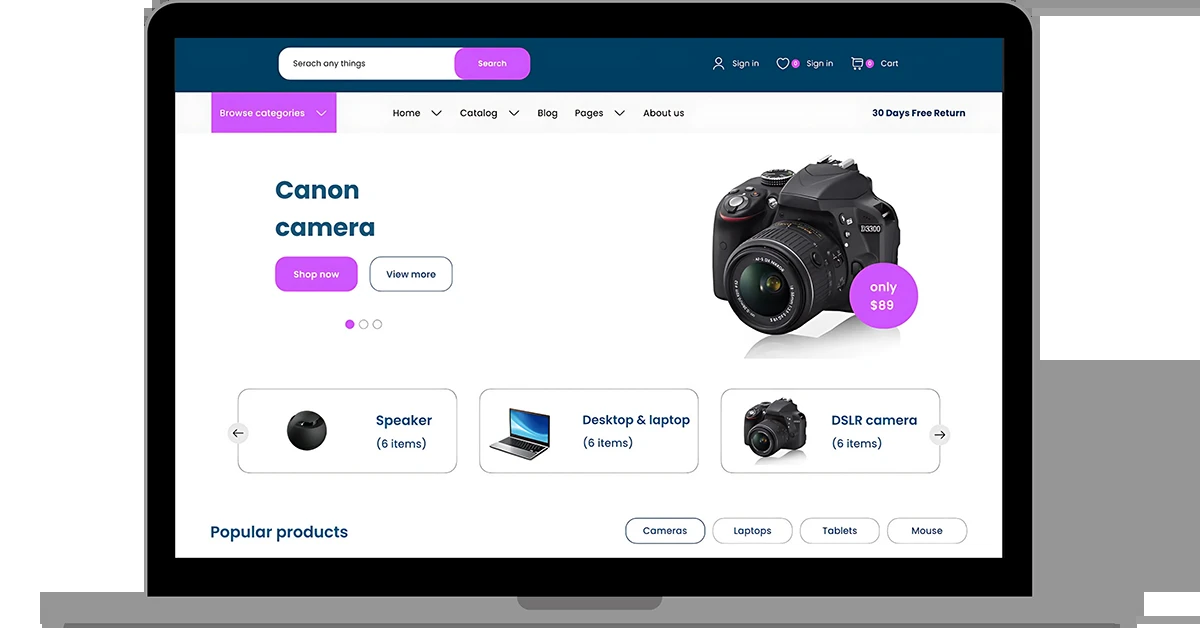 Serach any things
Search
Sign in
0
Sign in
0
Cart
Browse categories
Home
Catalog
Blog
Pages
About us
30 Days Free Return
Canon
camera
Shop now
View more
D3300
only
$89
Speaker
(6 items)
Desktop & laptop
(6 items)
DSLR camera
(6 items)
Popular products
Cameras
Laptops
Tablets
Mouse